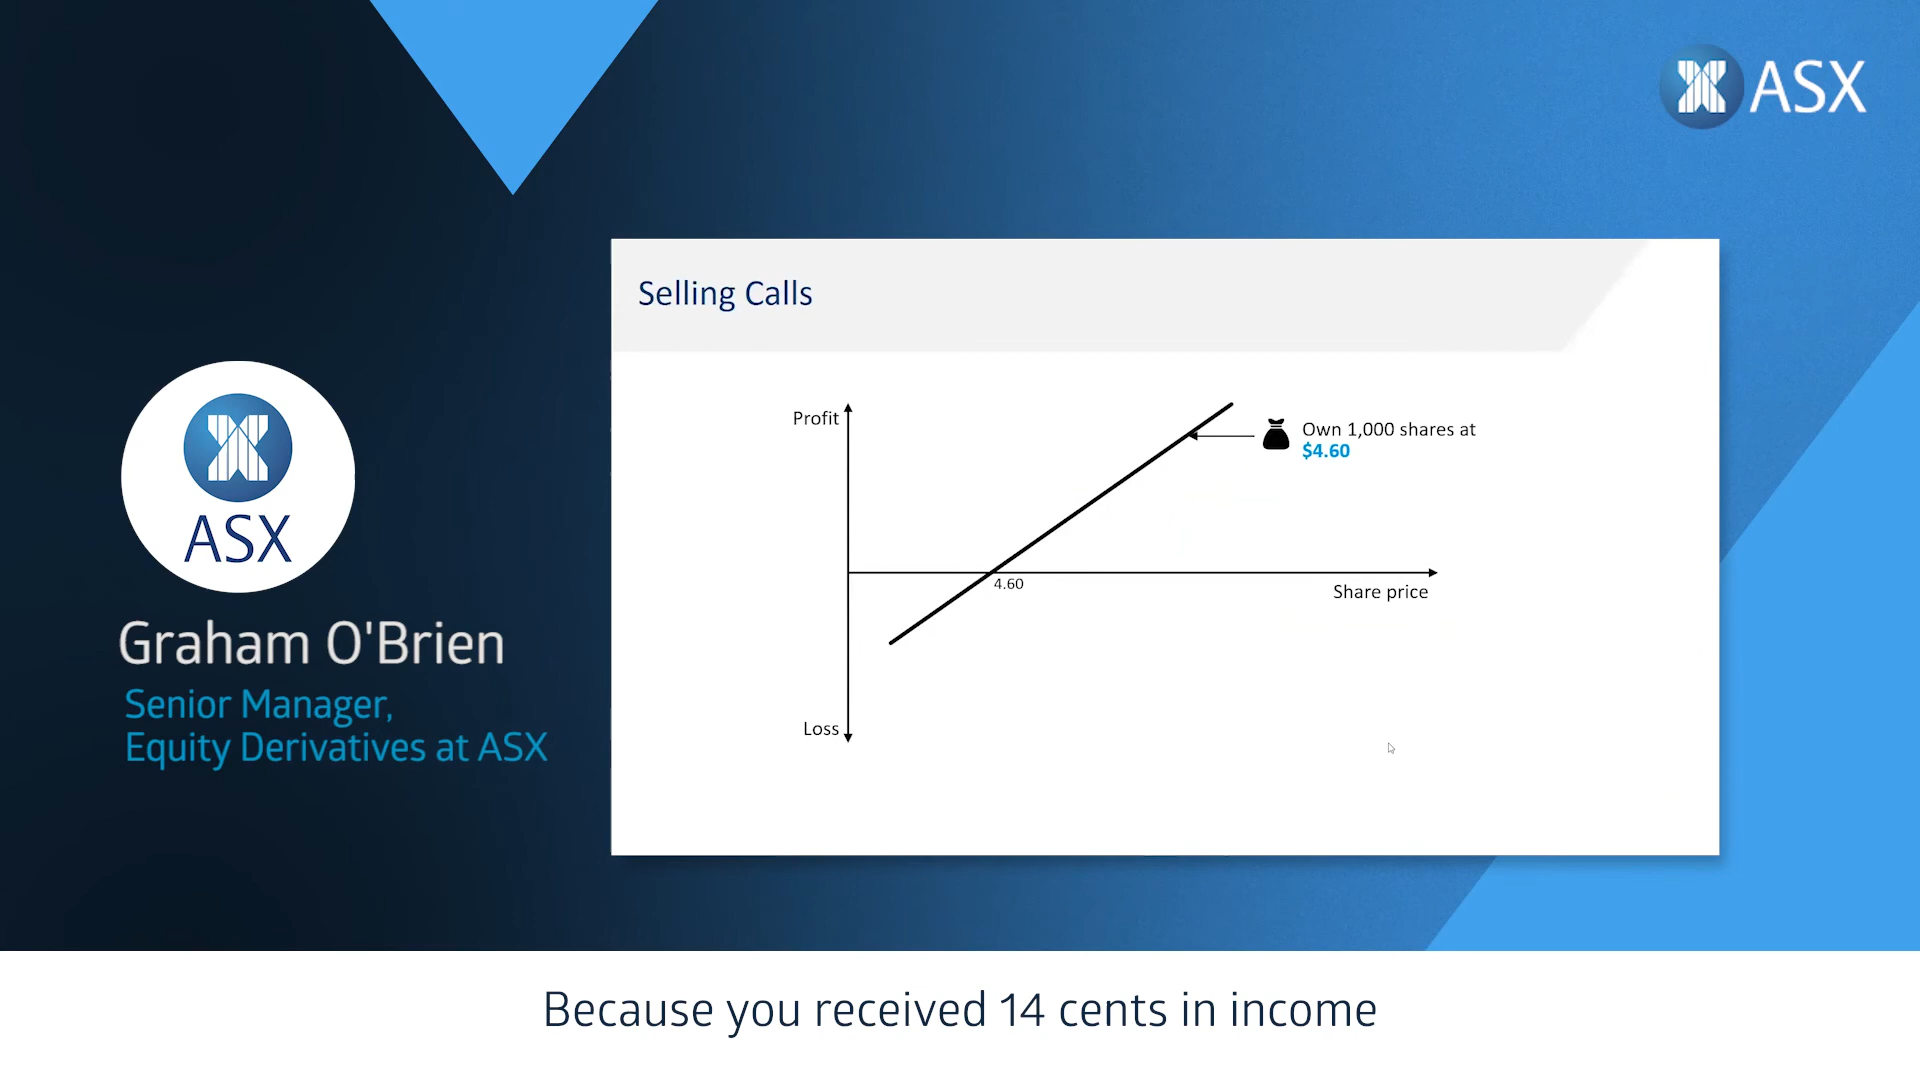 ASX
Selling Calls
Profit
Own 1,000 shares at
$4.60
4.60
Share price
Loss
ASX
Graham O'Brien
Senior Manager,
Equity Derivatives at ASX
Because you received 14 cents in income